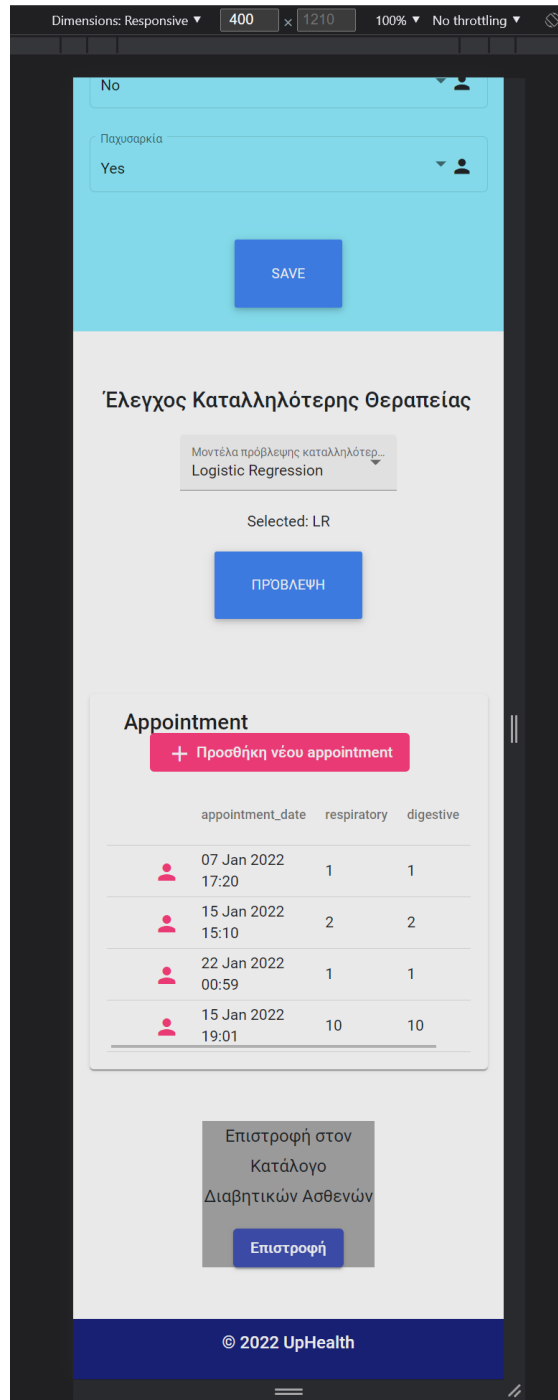 Dimensions: Responsive ▼ 400 × 1210 100% ▼ No throttling ▼
No
Παχυσαρκία
Yes
SAVE
Έλεγχος Καταλληλότερης Θεραπείας
Μοντέλα πρόβλεψης καταλληλότερ...
Logistic Regression
Selected: LR
ΠΡΌΒΛΕΨΗ
Appointment
+ Προσθήκη νέου appointment
appointment_date respiratory digestive
07 Jan 2022 17:20 1 1
15 Jan 2022 15:10 2 2
22 Jan 2022 00:59 1 1
15 Jan 2022 19:01 10 10
Επιστροφή στον
Κατάλογο
Διαβητικών Ασθενών
Επιστροφή
© 2022 UpHealth